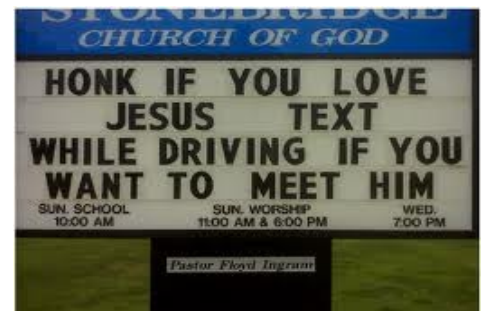 STONEBRIDGE
CHURCH OF GOD
HONK IF YOU LOVE
JESUS TEXT
WHILE DRIVING IF YOU
WANT TO MEET HIM
SUN. SCHOOL SUN. WORSHIP WED.
10:00 AM 11:00 AM & 6:00 PM 7:00 PM
Pastor Floyd Ingram